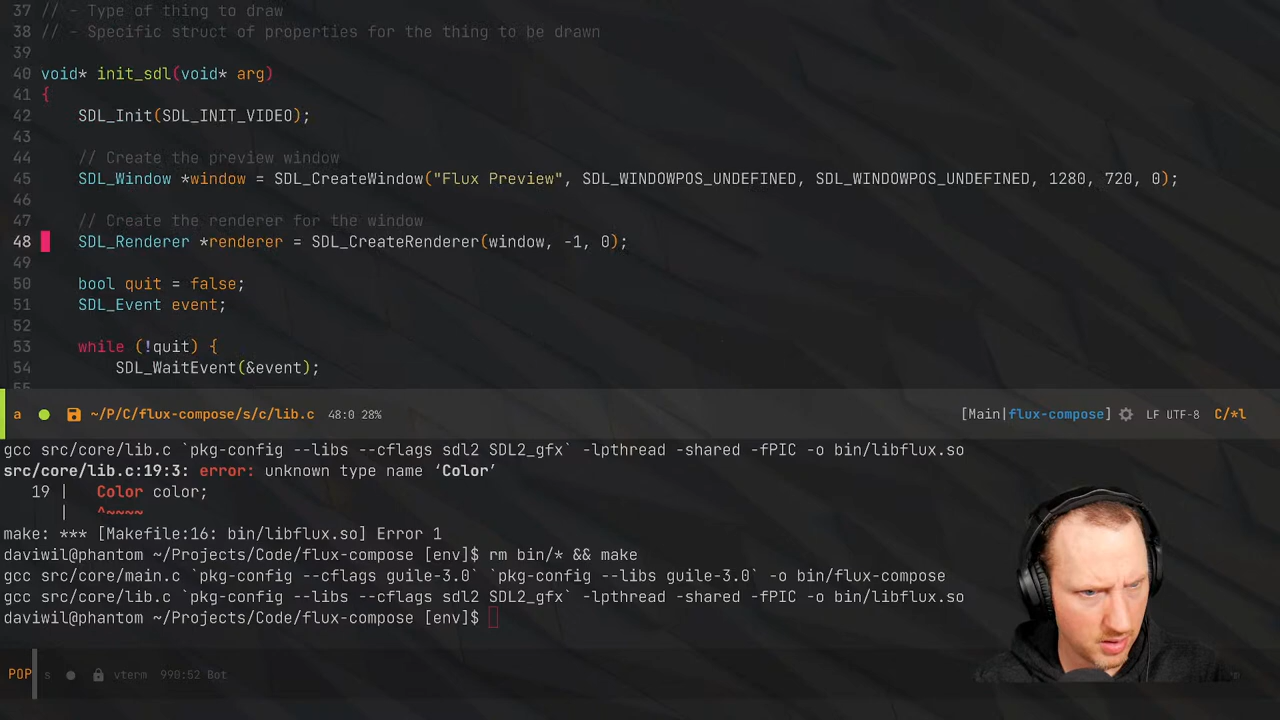 37 // - Type of thing to draw
38 // - Specific struct of properties for the thing to be drawn
39
40 void* init_sdl(void* arg)
41 {
42     SDL_Init(SDL_INIT_VIDEO);
43
44     // Create the preview window
45     SDL_Window *window = SDL_CreateWindow("Flux Preview", SDL_WINDOWPOS_UNDEFINED, SDL_WINDOWPOS_UNDEFINED, 1280, 720, 0);
46
47     // Create the renderer for the window
48     SDL_Renderer *renderer = SDL_CreateRenderer(window, -1, 0);
49
50     bool quit = false;
51     SDL_Event event;
52
53     while (!quit) {
54         SDL_WaitEvent(&event);
55
a ~/P/C/flux-compose/s/c/lib.c 48:0 28% [Main|flux-compose] LF UTF-8 C/*l
gcc src/core/lib.c `pkg-config --libs --cflags sdl2 SDL2_gfx` -lpthread -shared -fPIC -o bin/libflux.so
src/core/lib.c:19:3: error: unknown type name ‘Color’
   19 |   Color color;
      |   ^~~~~
make: *** [Makefile:16: bin/libflux.so] Error 1
daviwil@phantom ~/Projects/Code/flux-compose [env]$ rm bin/* && make
gcc src/core/main.c `pkg-config --cflags guile-3.0` `pkg-config --libs guile-3.0` -o bin/flux-compose
gcc src/core/lib.c `pkg-config --libs --cflags sdl2 SDL2_gfx` -lpthread -shared -fPIC -o bin/libflux.so
daviwil@phantom ~/Projects/Code/flux-compose [env]$
POP s vterm 990:52 Bot